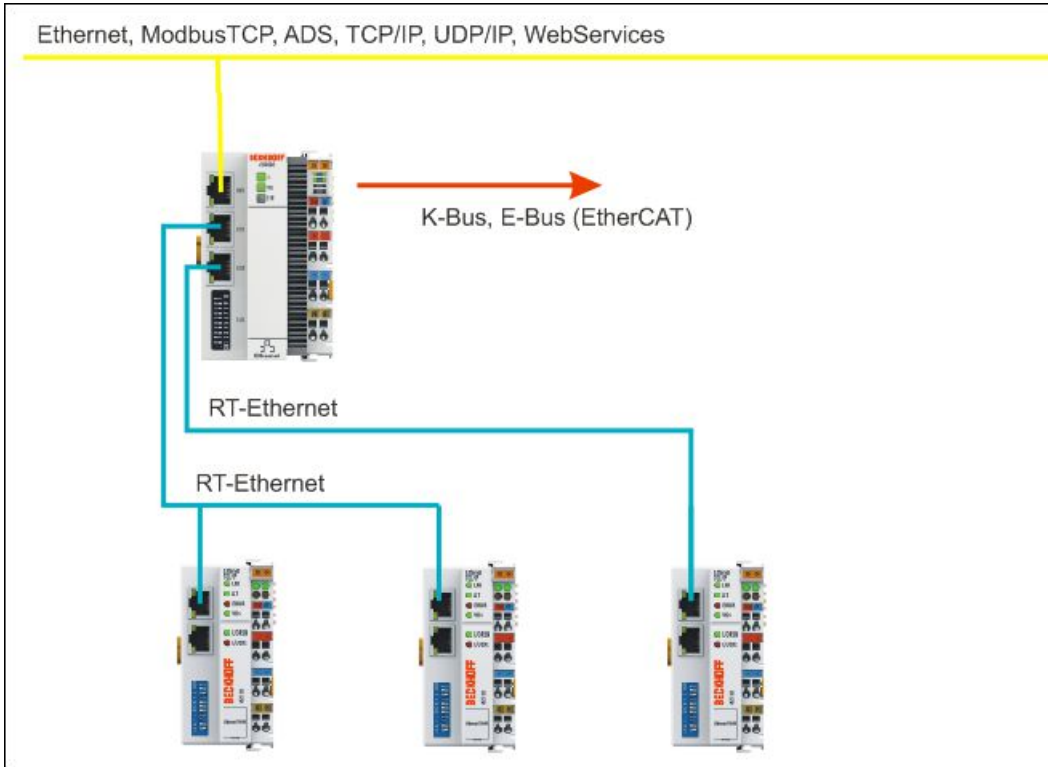 Ethernet, ModbusTCP, ADS, TCP/IP, UDP/IP, WebServices
BECKHOFF
K-Bus, E-Bus (EtherCAT)
RT-Ethernet
RT-Ethernet
BECKHOFF
BECKHOFF
BECKHOFF